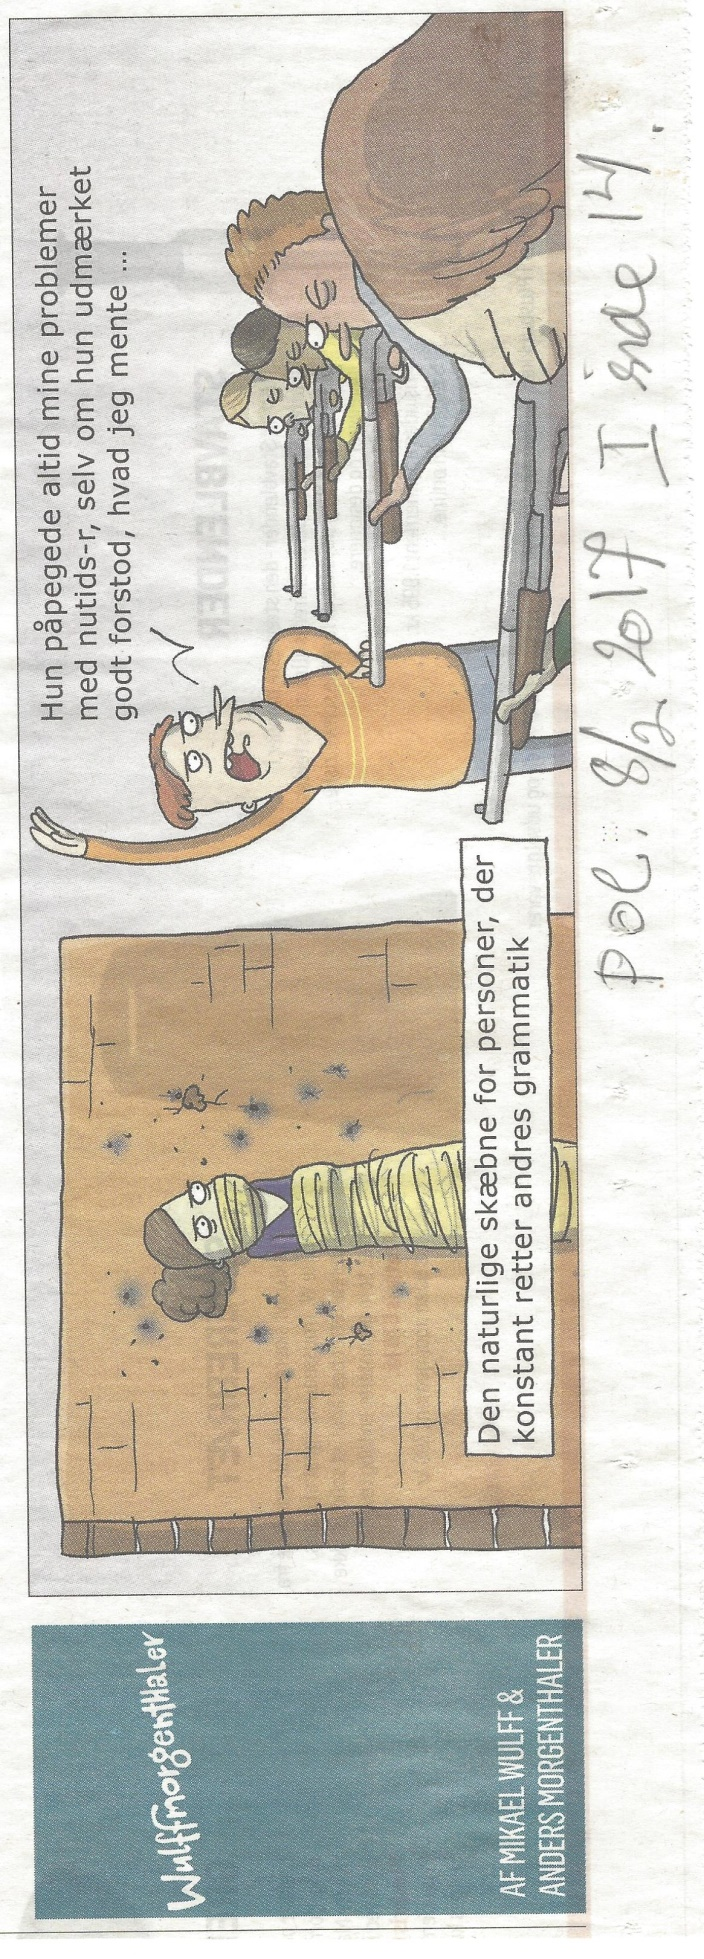 Wulffmorgenthaler
AF MIKAEL WULFF &
ANDERS MORGENTHALER
Hun påpegede altid mine problemer
med nutids-r, selv om hun udmærket
godt forstod, hvad jeg mente ...
Den naturlige skæbne for personer, der
konstant retter andres grammatik
Pol. 8/2 2017 I side 14.